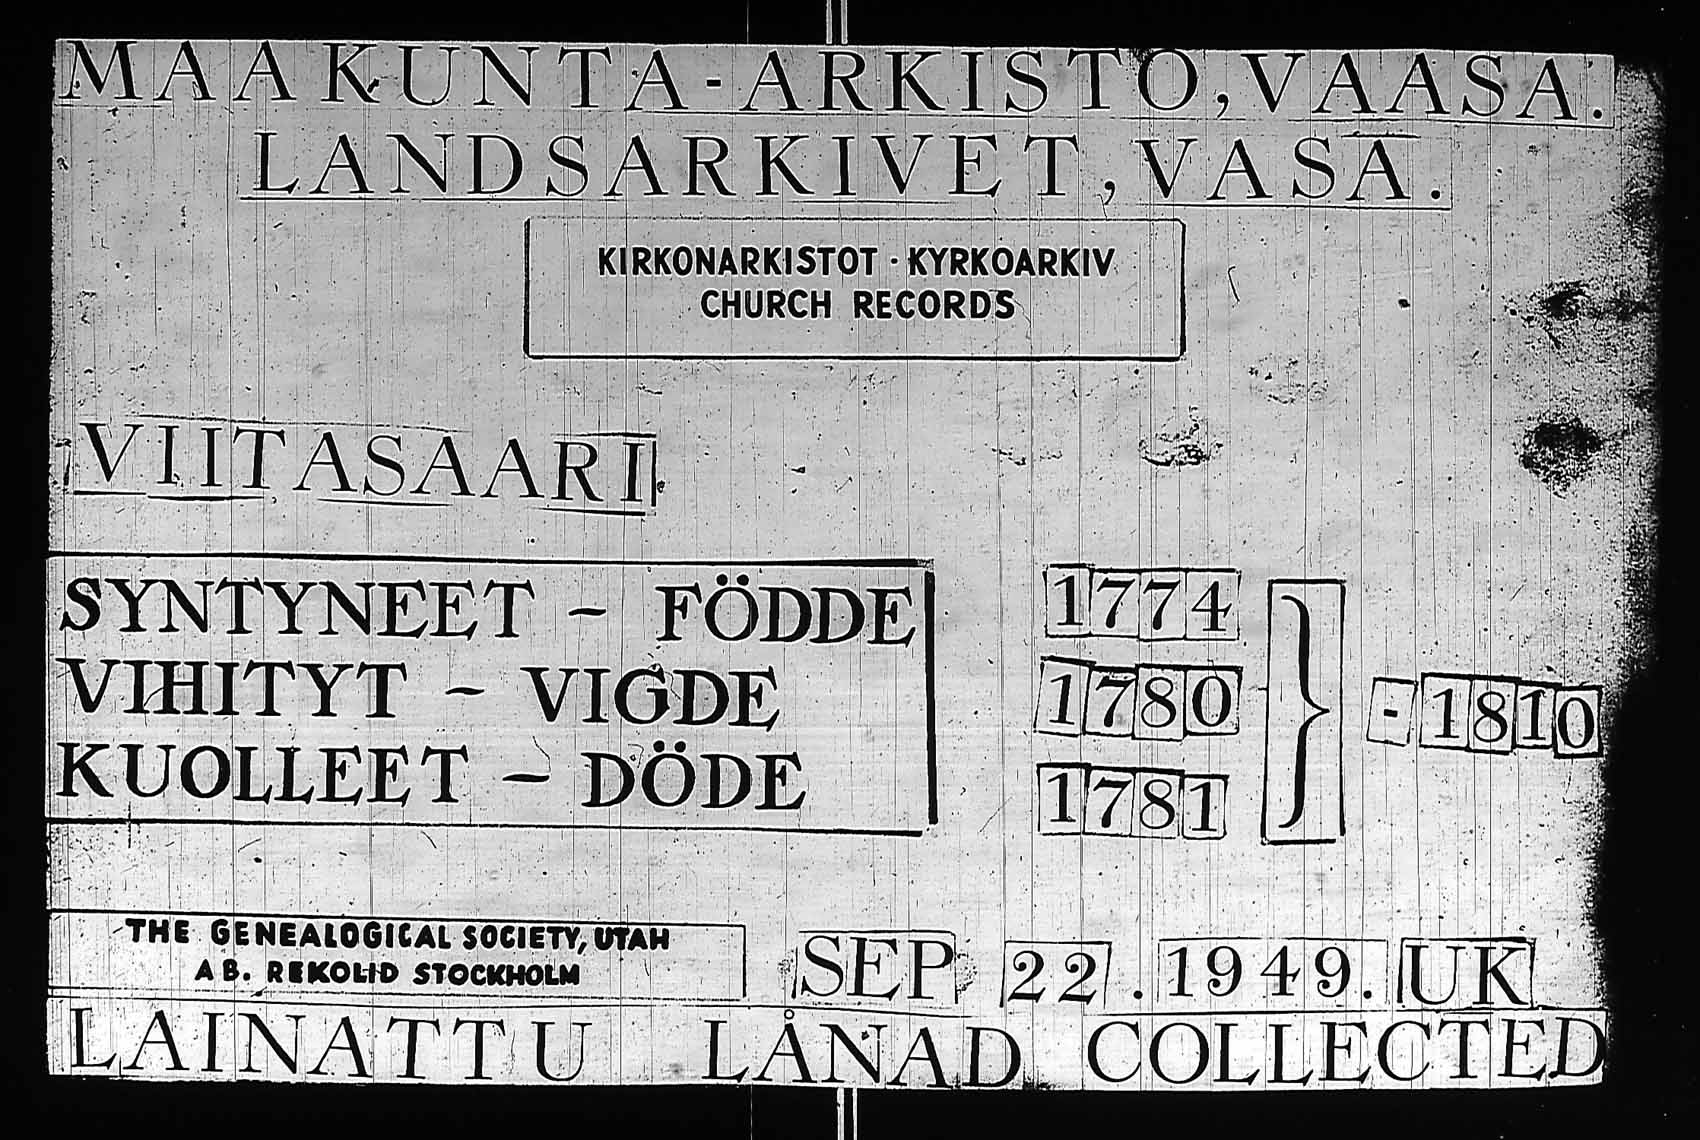 MAAKUNTA-ARKISTO, VAASA.
LANDSARKIVET, VASA.
KIRKONARKISTOT · KYRKOARKIV
CHURCH RECORDS
VIITASAARI
SYNTYNEET - FÖDDE 1774
VIHITYT - VIGDE 1780 } - 1810
KUOLLEET - DÖDE 1781
THE GENEALOGICAL SOCIETY, UTAH
AB. REKOLID STOCKHOLM
SEP 22. 1949. UK
LAINATTU LÅNAD COLLECTED